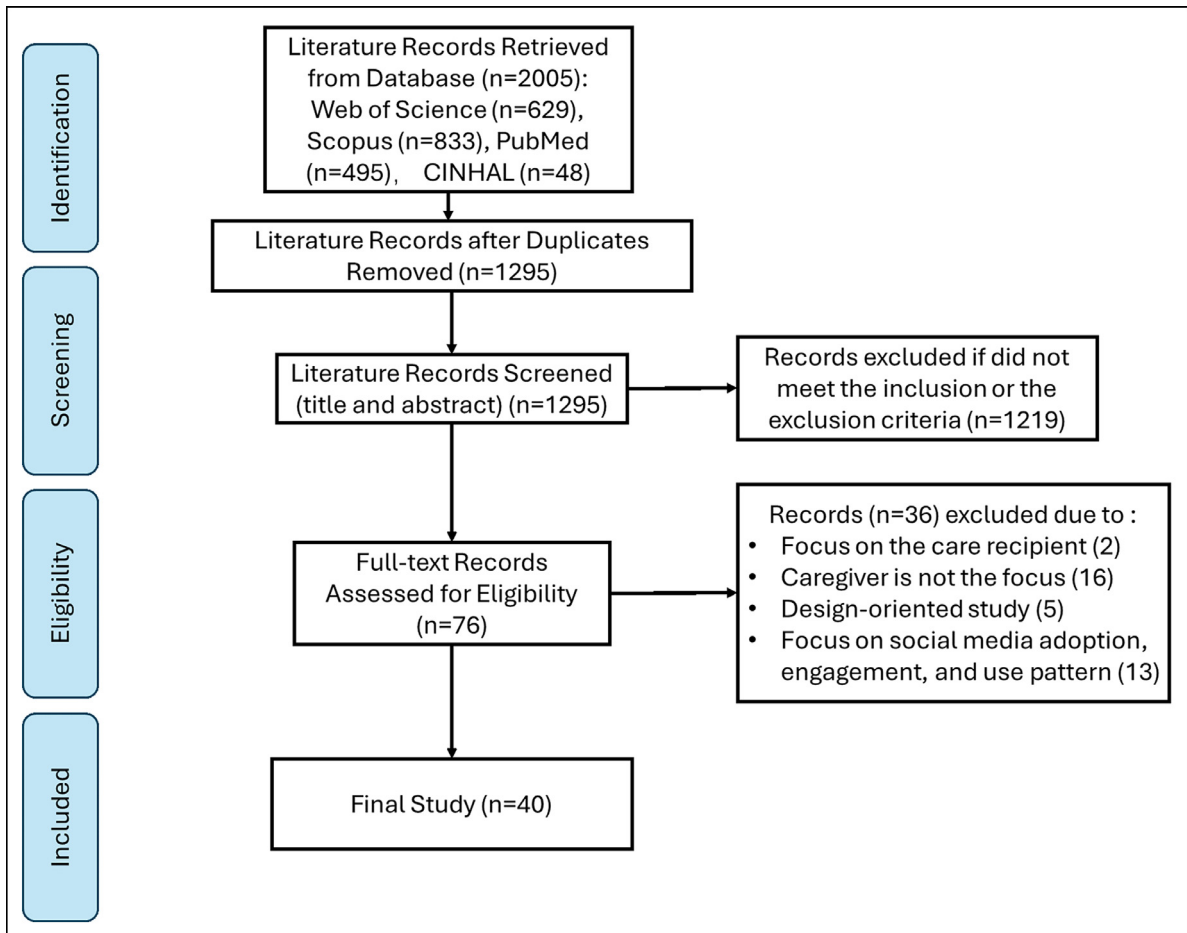 Identification
Literature Records Retrieved
from Database (n=2005):
Web of Science (n=629),
Scopus (n=833), PubMed
(n=495), CINHAL (n=48)
Literature Records after Duplicates
Removed (n=1295)
Screening
Literature Records Screened
(title and abstract) (n=1295)
Records excluded if did not
meet the inclusion or the
exclusion criteria (n=1219)
Eligibility
Full-text Records
Assessed for Eligibility
(n=76)
Records (n=36) excluded due to :
• Focus on the care recipient (2)
• Caregiver is not the focus (16)
• Design-oriented study (5)
• Focus on social media adoption,
engagement, and use pattern (13)
Included
Final Study (n=40)